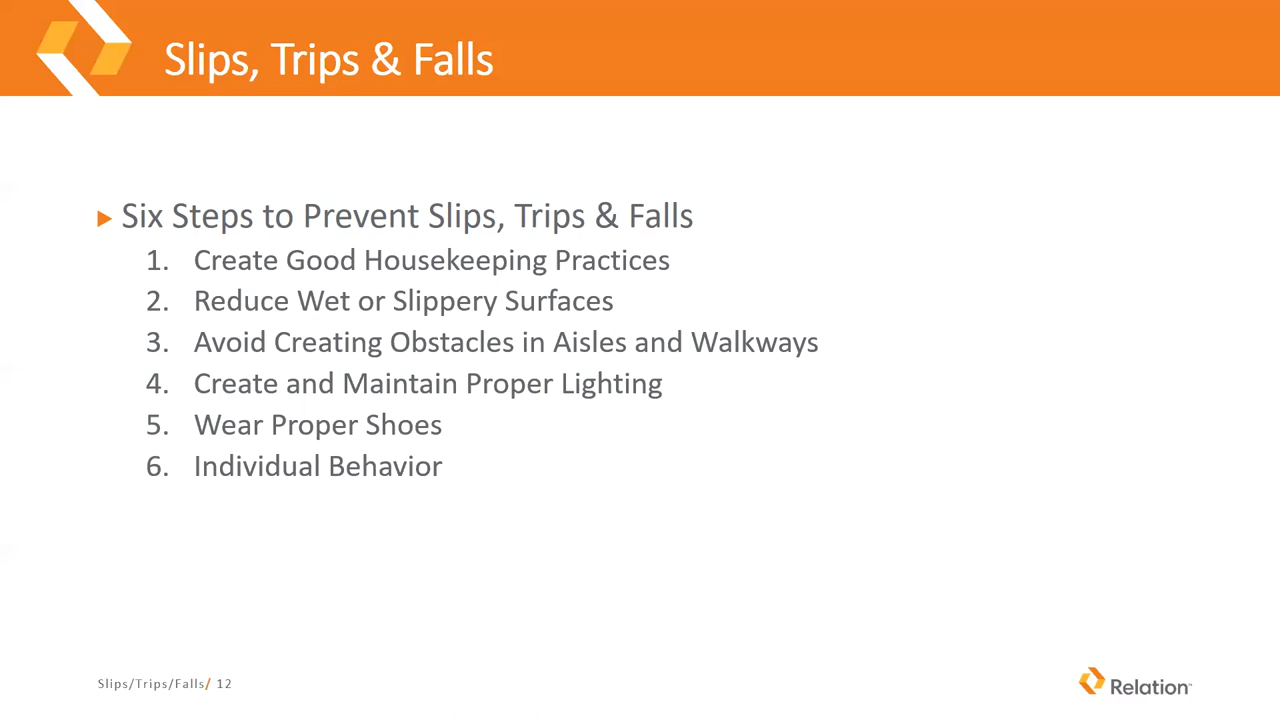 Slips, Trips & Falls
Six Steps to Prevent Slips, Trips & Falls
1. Create Good Housekeeping Practices
2. Reduce Wet or Slippery Surfaces
3. Avoid Creating Obstacles in Aisles and Walkways
4. Create and Maintain Proper Lighting
5. Wear Proper Shoes
6. Individual Behavior
Slips/Trips/Falls/ 12
Relation™